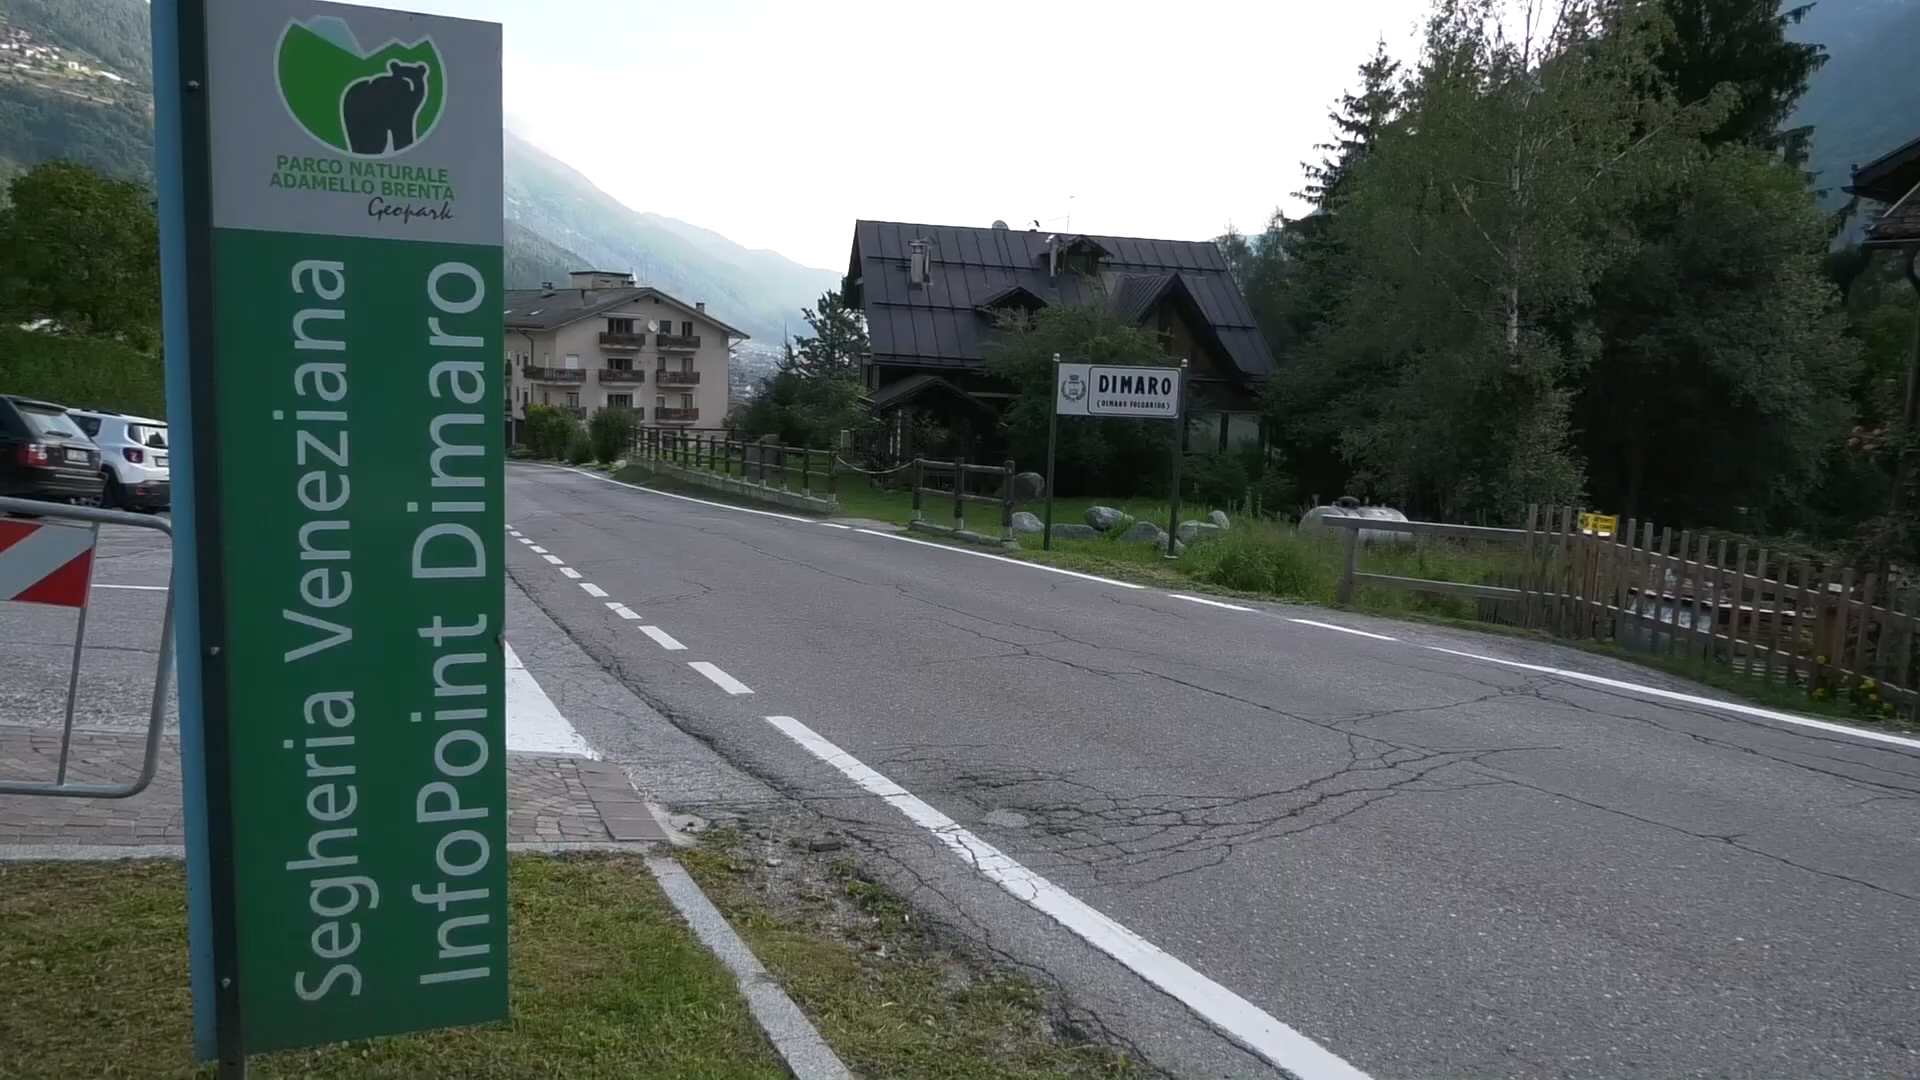 PARCO NATURALE
ADAMELLO BRENTA
Geopark
Segheria Veneziana
InfoPoint Dimaro
DIMARO
(DIMARO FOLGARIDA)